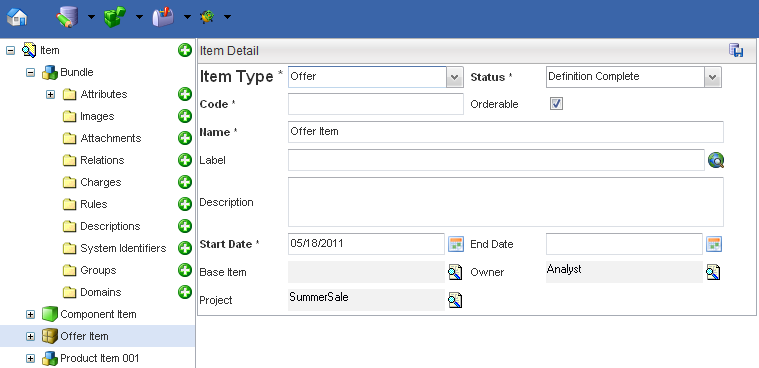 Item
Bundle
Attributes
Images
Attachments
Relations
Charges
Rules
Descriptions
System Identifiers
Groups
Domains
Component Item
Offer Item
Product Item 001
Item Detail
Item Type * Offer Status * Definition Complete
Code * Orderable
Name * Offer Item
Label
Description
Start Date * 05/18/2011 End Date
Base Item Owner Analyst
Project SummerSale